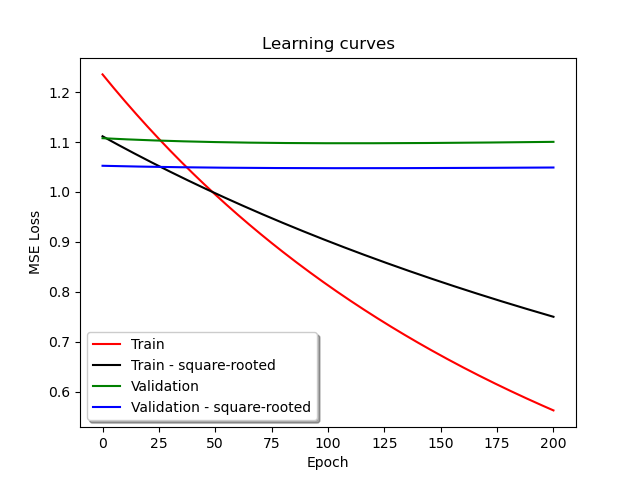 Learning curves
MSE Loss
1.2
1.1
1.0
0.9
0.8
0.7
0.6
Train
Train - square-rooted
Validation
Validation - square-rooted
0 25 50 75 100 125 150 175 200
Epoch